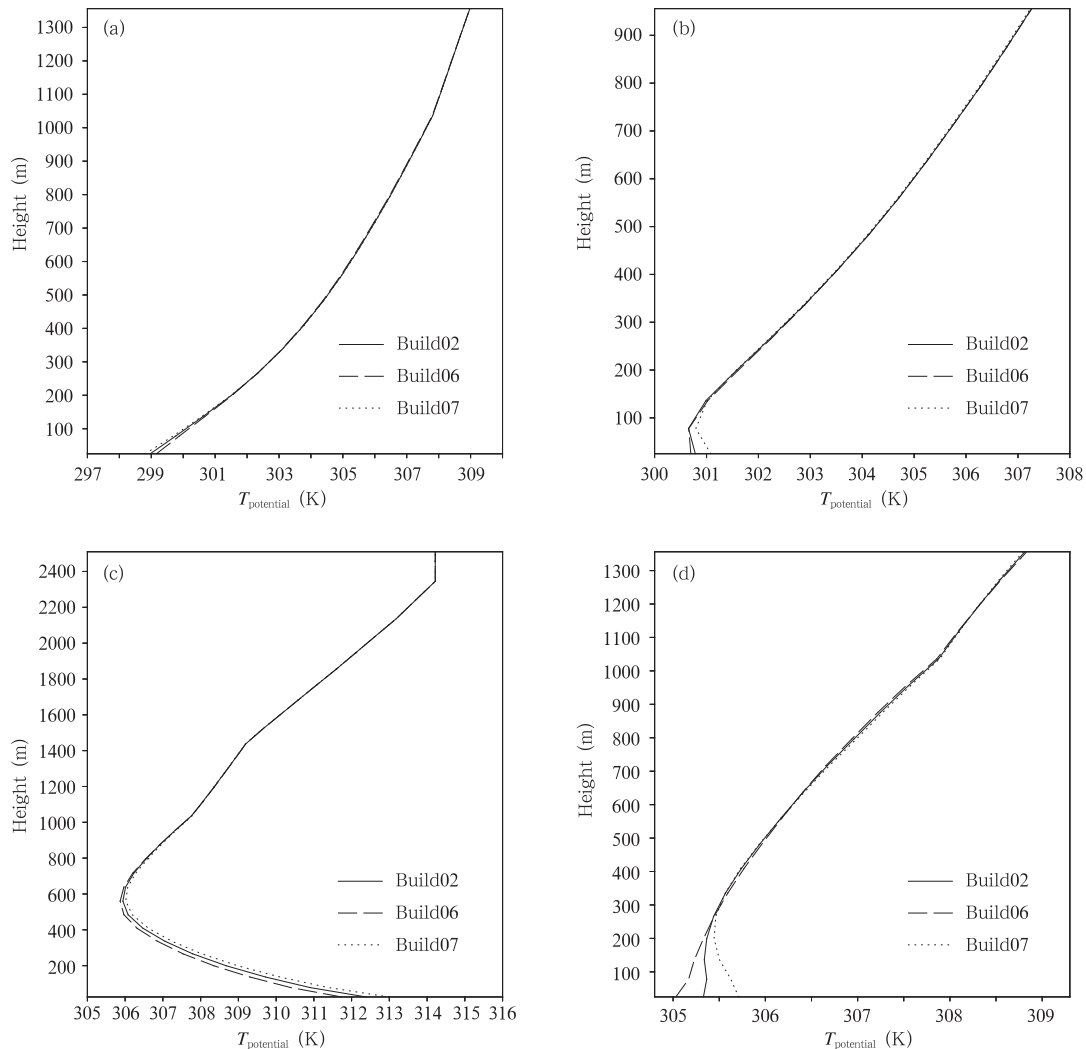 (a)
1300
1200
1100
1000
900
800
700
600
500
400
300
200
100
Height (m)
Build02
Build06
Build07
297 299 301 303 305 307 309
Tpotential (K)
(b)
900
800
700
600
500
400
300
200
100
Height (m)
Build02
Build06
Build07
300 301 302 303 304 305 306 307 308
Tpotential (K)
(c)
2400
2200
2000
1800
1600
1400
1200
1000
800
600
400
200
Height (m)
Build02
Build06
Build07
305 306 307 308 309 310 311 312 313 314 315 316
Tpotential (K)
(d)
1300
1200
1100
1000
900
800
700
600
500
400
300
200
100
Height (m)
Build02
Build06
Build07
305 306 307 308 309
Tpotential (K)